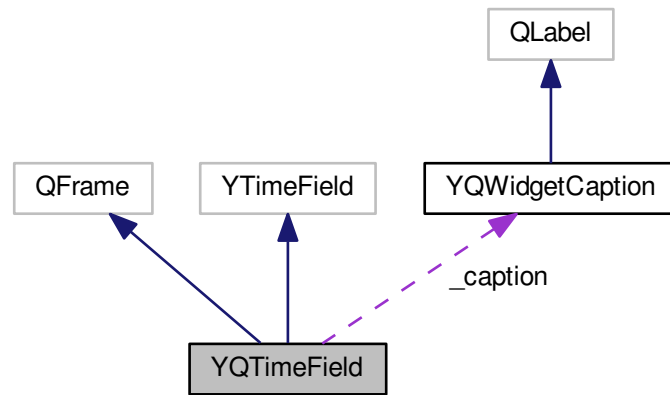 QLabel
QFrame
YTimeField
YQWidgetCaption
_caption
YQTimeField